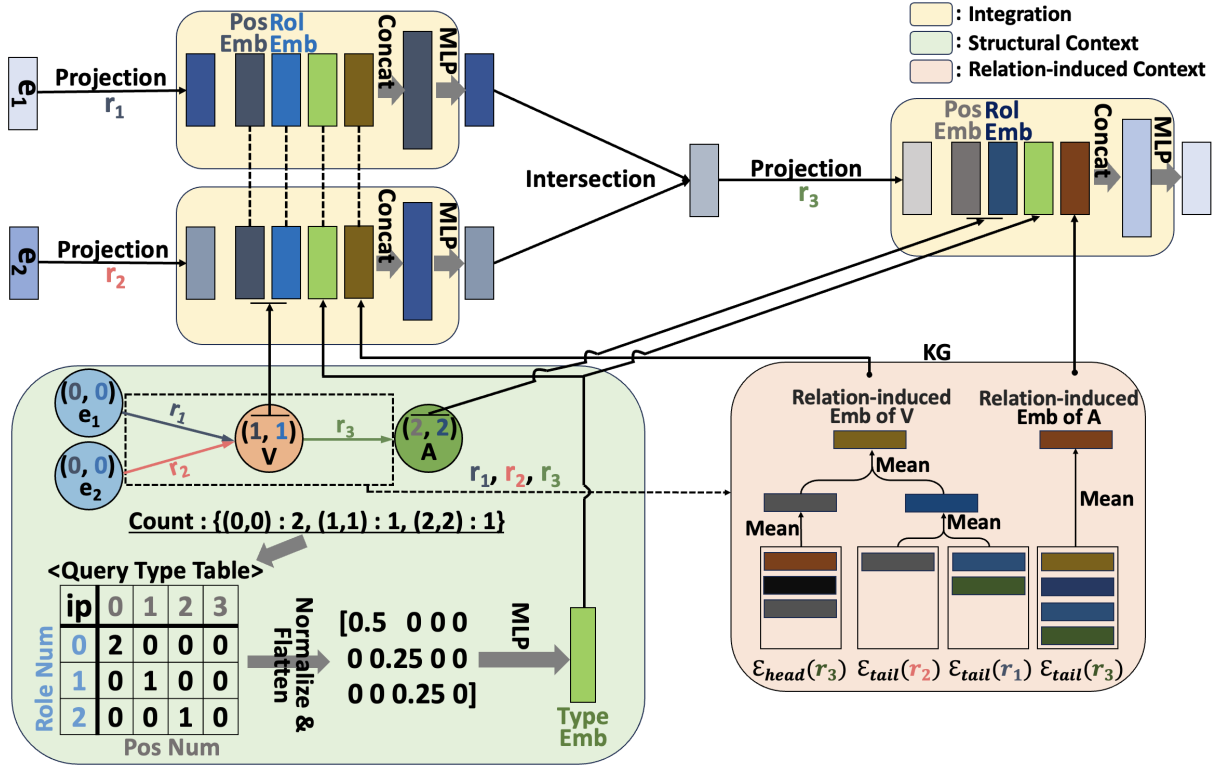 : Integration
: Structural Context
: Relation-induced Context
Pos Rol
Emb Emb
Concat
MLP
e1
Projection
r1
Intersection
Projection
r3
Pos Rol
Emb Emb
Concat
MLP
e2
Projection
r2
Concat
MLP
(0, 0)
e1
(0, 0)
e2
r1
r2
(1, 1)
V
r3
(2, 2)
A
r1, r2, r3
Count : {(0,0) : 2, (1,1) : 1, (2,2) : 1}
<Query Type Table>
ip 0 1 2 3
0 2 0 0 0
1 0 1 0 0
2 0 0 1 0
Role Num
Pos Num
Normalize &
Flatten
[0.5 0 0 0
0 0.25 0 0
0 0 0.25 0]
MLP
Type
Emb
KG
Relation-induced
Emb of V
Relation-induced
Emb of A
Mean
Mean
Mean
Mean
Ɛhead(r3)
Ɛtail(r2)
Ɛtail(r1)
Ɛtail(r3)